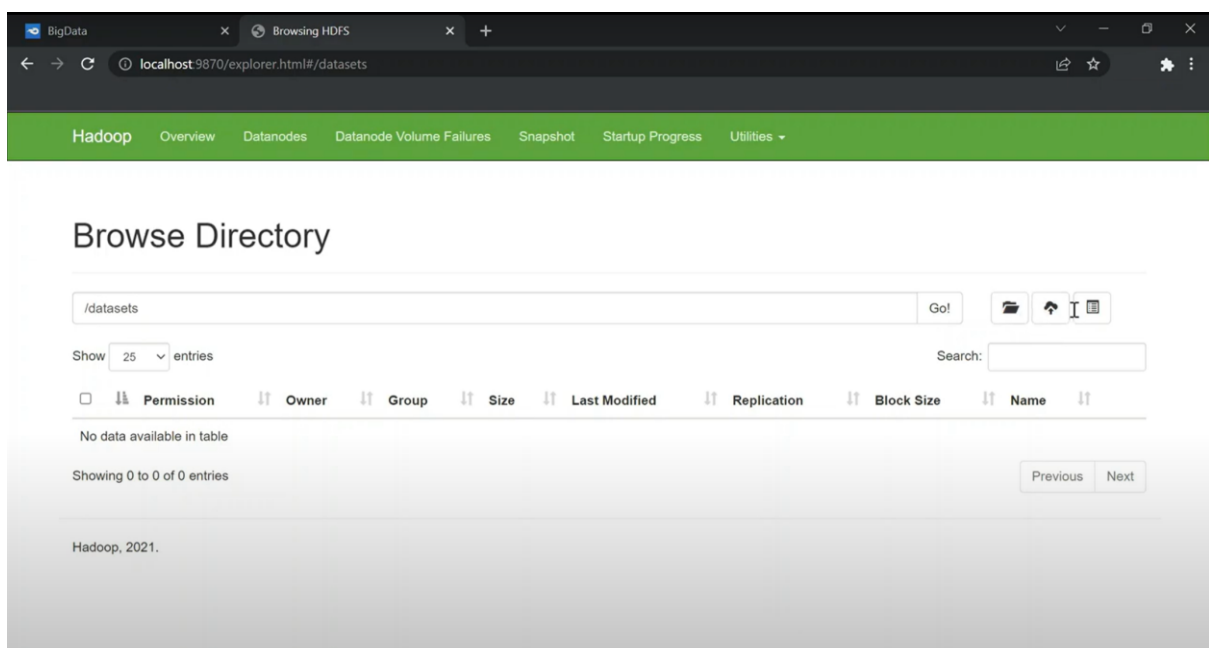 BigData
Browsing HDFS
localhost:9870/explorer.html#/datasets
Hadoop Overview Datanodes Datanode Volume Failures Snapshot Startup Progress Utilities
Browse Directory
/datasets Go!
Show 25 entries Search:
Permission Owner Group Size Last Modified Replication Block Size Name
No data available in table
Showing 0 to 0 of 0 entries Previous Next
Hadoop, 2021.